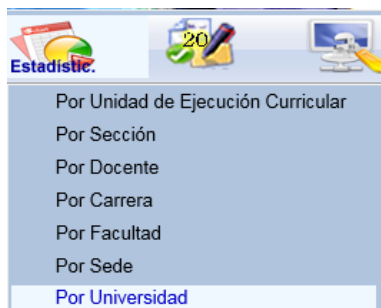 20
Estadístic.
Por Unidad de Ejecución Curricular
Por Sección
Por Docente
Por Carrera
Por Facultad
Por Sede
Por Universidad